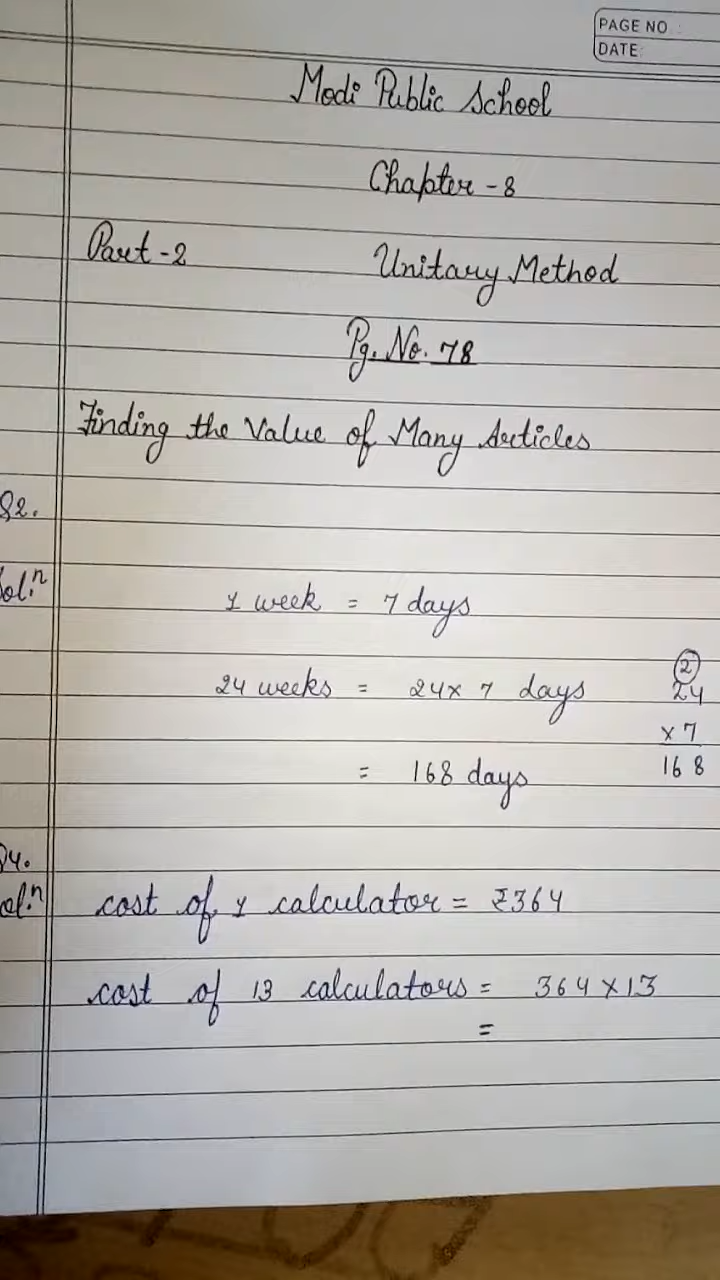 PAGE NO :
DATE:
Modi Public School
Chapter - 8
Part - 2 Unitary Method
Pg. No. 78
Finding the Value of Many Articles
Q2.
Sol.n 1 week = 7 days
24 weeks = 24 x 7 days
= 168 days
2
24
x 7
168
Q4.
Sol.n cost of 1 calculator = ₹364
cost of 13 calculators = 364 x 13
=